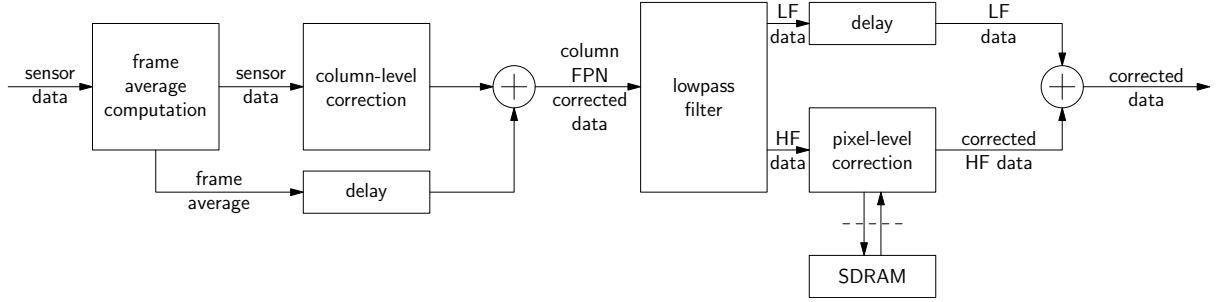 sensor
data
frame
average
computation
sensor
data
column-level
correction
frame
average
delay
column
FPN
corrected
data
lowpass
filter
LF
data
delay
LF
data
HF
data
pixel-level
correction
corrected
HF data
SDRAM
corrected
data